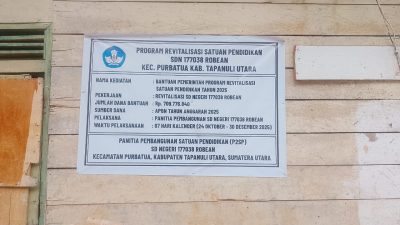 PROGRAM REVITALISASI SATUAN PENDIDIKAN
SDN 177038 ROBEAN
KEC. PURBATUA KAB. TAPANULI UTARA
NAMA KEGIATAN : BANTUAN PEMERINTAH PROGRAM REVITALISASI
SATUAN PENDIDIKAN TAHUN 2025
PEKERJAAN : REVITALISASI SD NEGERI 177038 ROBEAN
JUMLAH DANA BANTUAN : Rp. 709.778.040
SUMBER DANA : APBN TAHUN ANGGARAN 2025
PELAKSANA : PANITIA PEMBANGUNAN SD NEGERI 177038 ROBEAN
WAKTU PELAKSANAAN : 67 HARI KALENDER (24 OKTOBER - 30 DESEMBER 2025)
PANITIA PEMBANGUNAN SATUAN PENDIDIKAN (P2SP)
SD NEGERI 177038 ROBEAN
KECAMATAN PURBATUA, KABUPATEN TAPANULI UTARA, SUMATERA UTARA